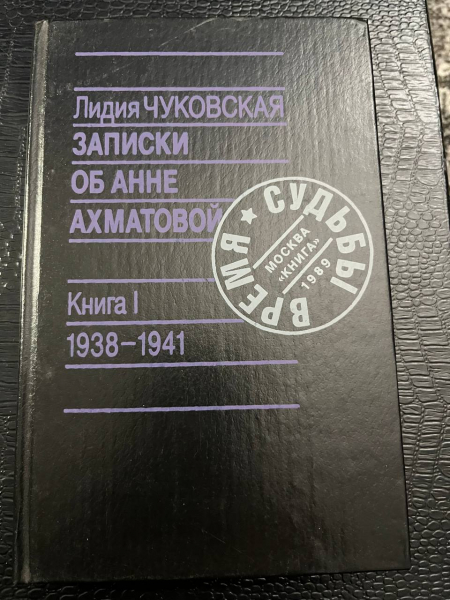 Лидия ЧУКОВСКАЯ
ЗАПИСКИ
ОБ АННЕ
АХМАТОВОЙ
ВРЕМЯ ★ СУДЬБЫ
МОСКВА
«КНИГА»
1989
Книга I
1938–1941